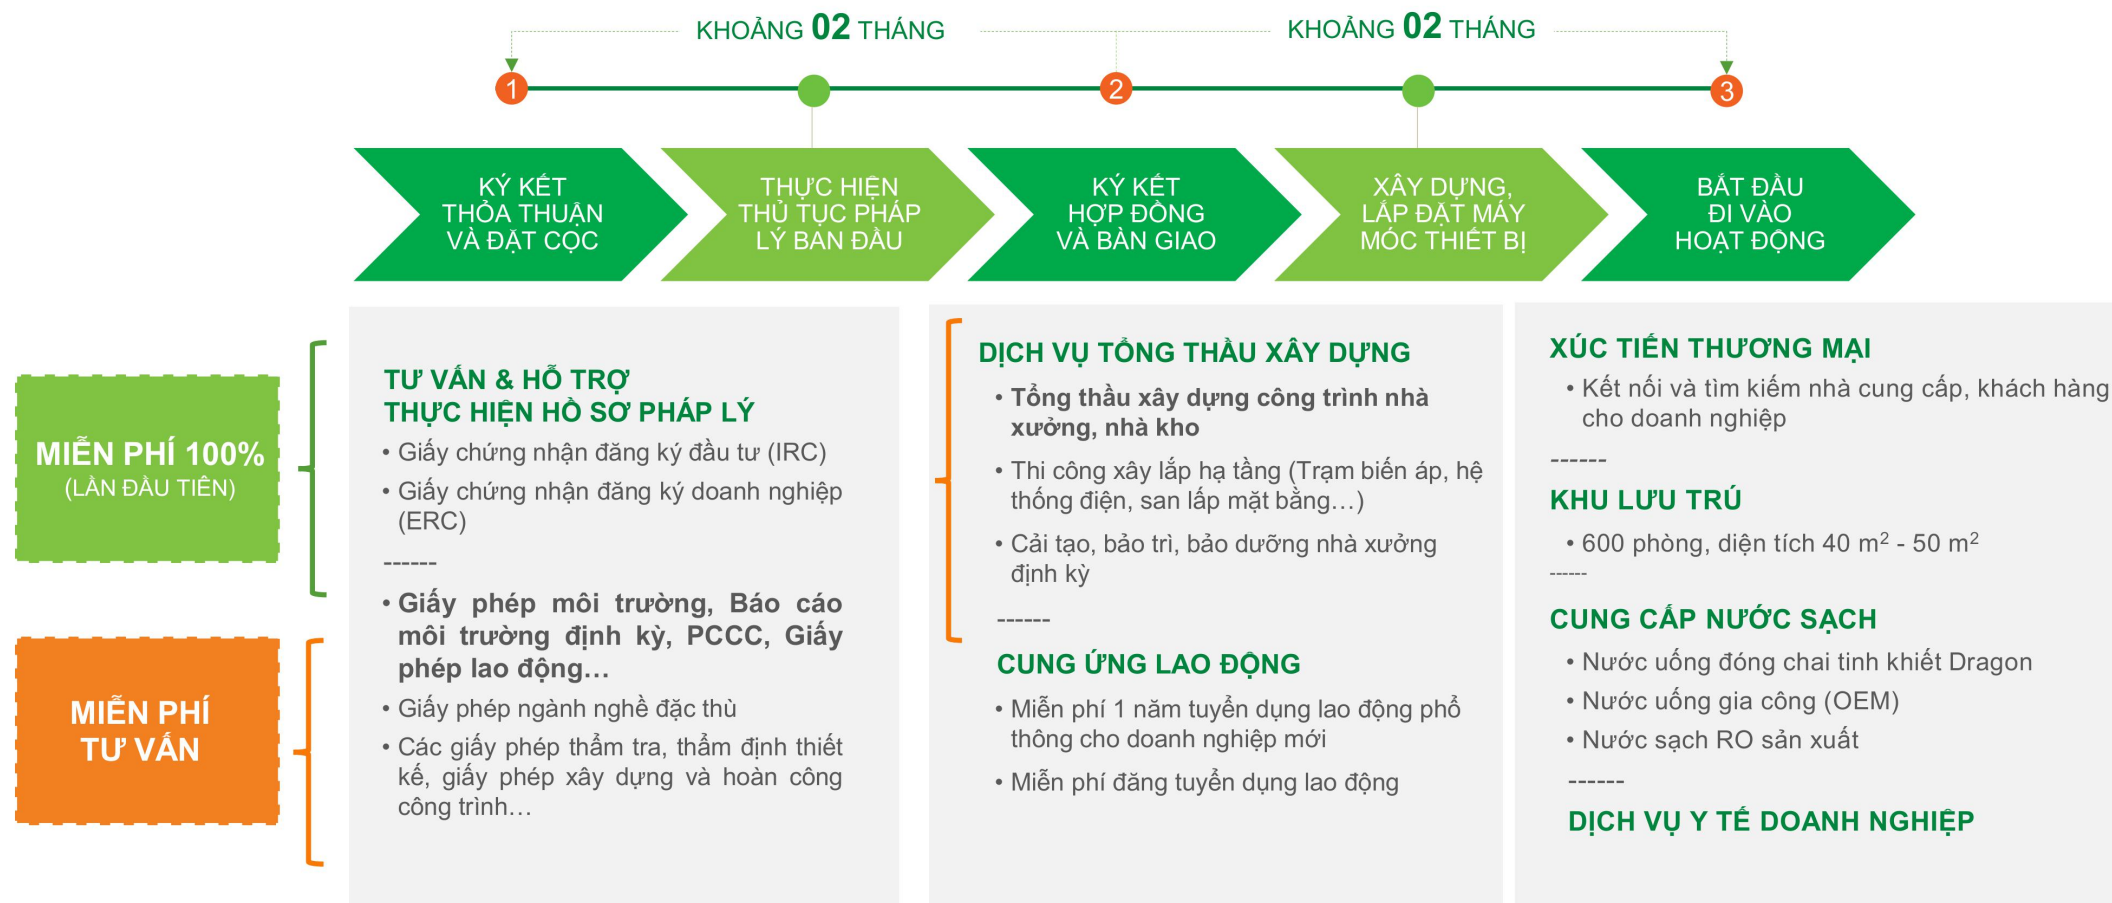 KHOẢNG 02 THÁNG
KHOẢNG 02 THÁNG
1
2
3
KÝ KẾT
THỎA THUẬN
VÀ ĐẶT CỌC
THỰC HIỆN
THỦ TỤC PHÁP
LÝ BAN ĐẦU
KÝ KẾT
HỢP ĐỒNG
VÀ BÀN GIAO
XÂY DỰNG,
LẮP ĐẶT MÁY
MÓC THIẾT BỊ
BẮT ĐẦU
ĐI VÀO
HOẠT ĐỘNG
MIỄN PHÍ 100%
(LẦN ĐẦU TIÊN)
MIỄN PHÍ
TƯ VẤN
TƯ VẤN & HỖ TRỢ
THỰC HIỆN HỒ SƠ PHÁP LÝ
• Giấy chứng nhận đăng ký đầu tư (IRC)
• Giấy chứng nhận đăng ký doanh nghiệp
(ERC)
------
• Giấy phép môi trường, Báo cáo
môi trường định kỳ, PCCC, Giấy
phép lao động...
• Giấy phép ngành nghề đặc thù
• Các giấy phép thẩm tra, thẩm định thiết
kế, giấy phép xây dựng và hoàn công
công trình...
DỊCH VỤ TỔNG THẦU XÂY DỰNG
• Tổng thầu xây dựng công trình nhà
xưởng, nhà kho
• Thi công xây lắp hạ tầng (Trạm biến áp, hệ
thống điện, san lấp mặt bằng...)
• Cải tạo, bảo trì, bảo dưỡng nhà xưởng
định kỳ
------
CUNG ỨNG LAO ĐỘNG
• Miễn phí 1 năm tuyển dụng lao động phổ
thông cho doanh nghiệp mới
• Miễn phí đăng tuyển dụng lao động
XÚC TIẾN THƯƠNG MẠI
• Kết nối và tìm kiếm nhà cung cấp, khách hàng
cho doanh nghiệp
------
KHU LƯU TRÚ
• 600 phòng, diện tích 40 m² - 50 m²
------
CUNG CẤP NƯỚC SẠCH
• Nước uống đóng chai tinh khiết Dragon
• Nước uống gia công (OEM)
• Nước sạch RO sản xuất
------
DỊCH VỤ Y TẾ DOANH NGHIỆP